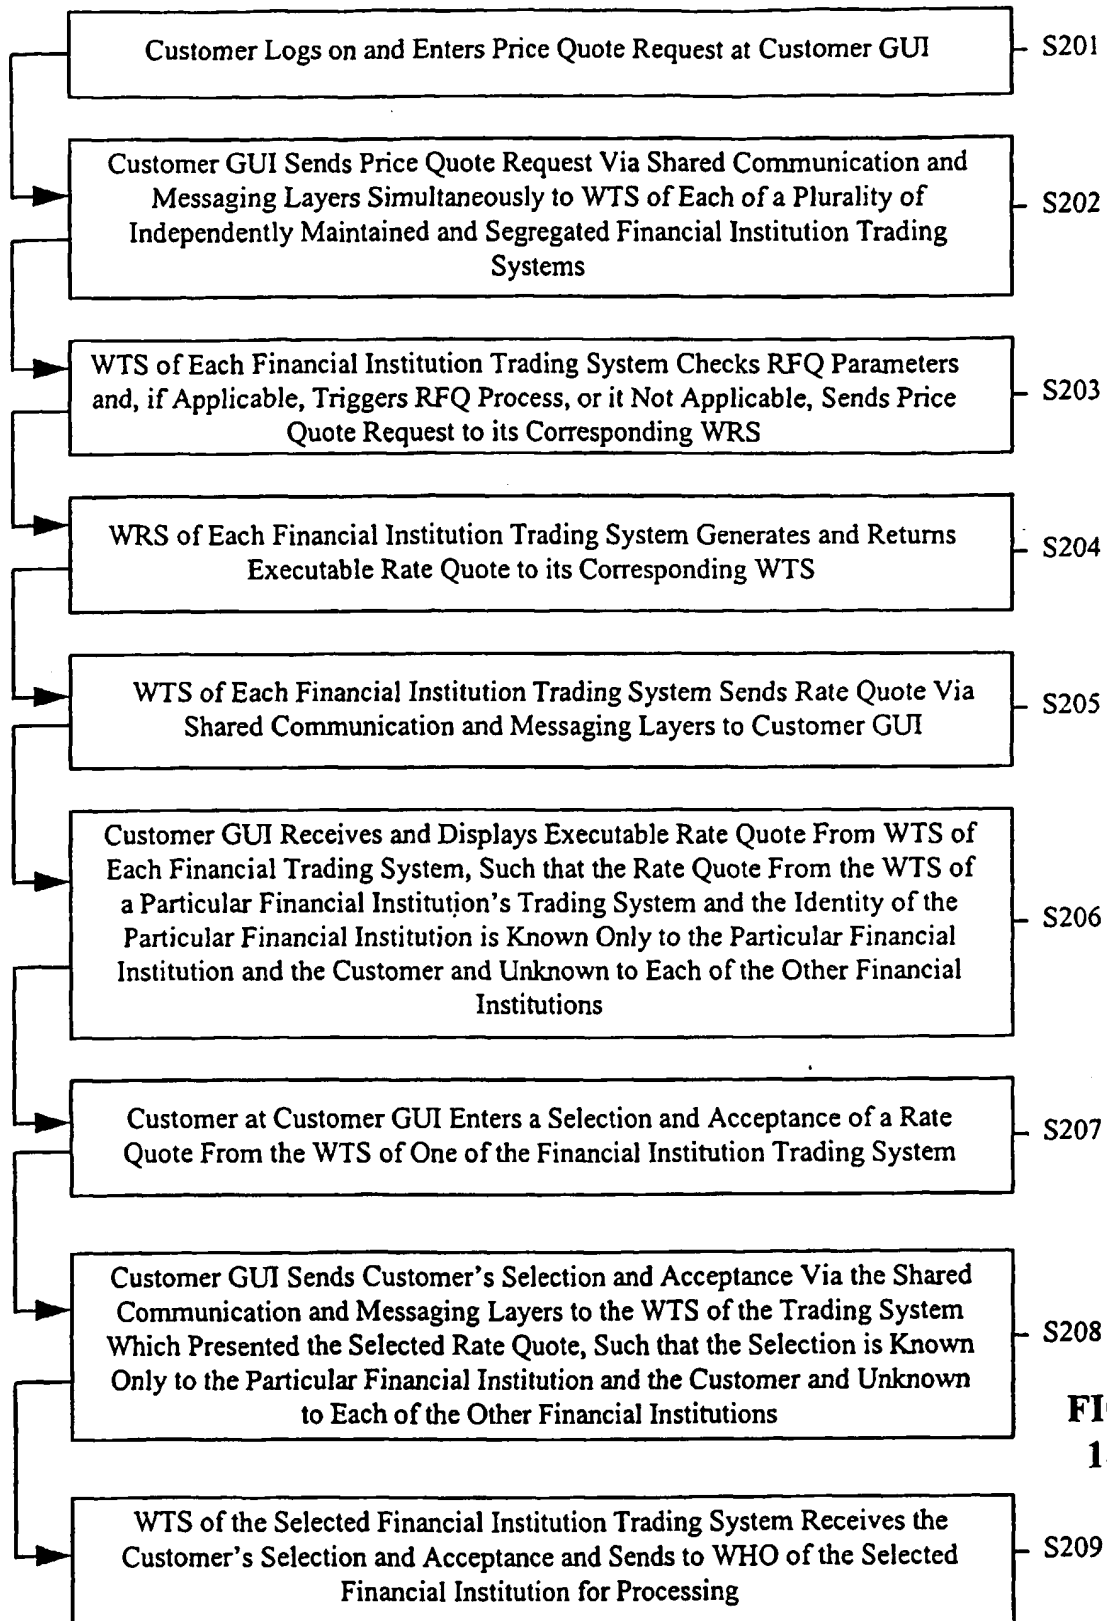 Customer Logs on and Enters Price Quote Request at Customer GUI
S201
Customer GUI Sends Price Quote Request Via Shared Communication and
Messaging Layers Simultaneously to WTS of Each of a Plurality of
Independently Maintained and Segregated Financial Institution Trading
Systems
S202
WTS of Each Financial Institution Trading System Checks RFQ Parameters
and, if Applicable, Triggers RFQ Process, or it Not Applicable, Sends Price
Quote Request to its Corresponding WRS
S203
WRS of Each Financial Institution Trading System Generates and Returns
Executable Rate Quote to its Corresponding WTS
S204
WTS of Each Financial Institution Trading System Sends Rate Quote Via
Shared Communication and Messaging Layers to Customer GUI
S205
Customer GUI Receives and Displays Executable Rate Quote From WTS of
Each Financial Trading System, Such that the Rate Quote From the WTS of
a Particular Financial Institution's Trading System and the Identity of the
Particular Financial Institution is Known Only to the Particular Financial
Institution and the Customer and Unknown to Each of the Other Financial
Institutions
S206
Customer at Customer GUI Enters a Selection and Acceptance of a Rate
Quote From the WTS of One of the Financial Institution Trading System
S207
Customer GUI Sends Customer's Selection and Acceptance Via the Shared
Communication and Messaging Layers to the WTS of the Trading System
Which Presented the Selected Rate Quote, Such that the Selection is Known
Only to the Particular Financial Institution and the Customer and Unknown
to Each of the Other Financial Institutions
S208
WTS of the Selected Financial Institution Trading System Receives the
Customer's Selection and Acceptance and Sends to WHO of the Selected
Financial Institution for Processing
S209